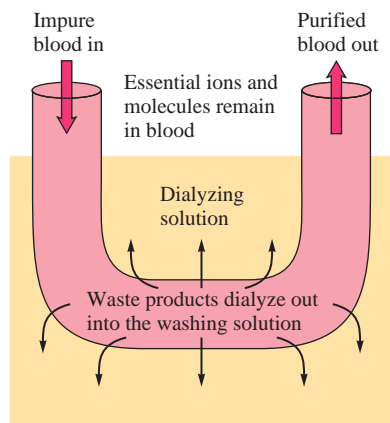 Impure
blood in
Purified
blood out
Essential ions and
molecules remain
in blood
Dialyzing
solution
Waste products dialyze out
into the washing solution